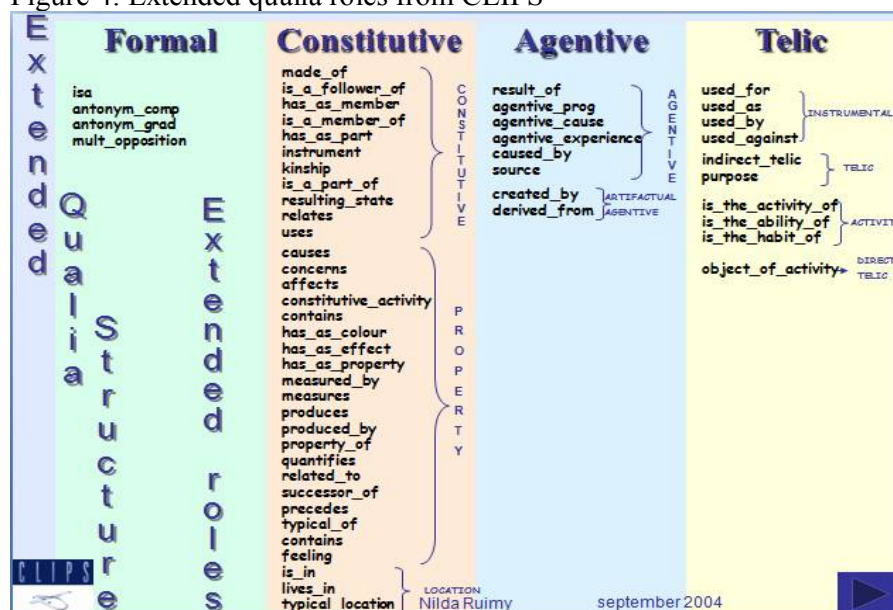 Figure 4. Extended qualia roles from CLIPS
Extended
Qualia
Structure
Extended roles
Formal
isa
antonym_comp
antonym_grad
mult_opposition
Constitutive
made_of
is_a_follower_of
has_as_member
is_a_member_of
has_as_part
instrument
kinship
is_a_part_of
resulting_state
relates
uses
CONSTITUTIVE
causes
concerns
affects
constitutive_activity
contains
has_as_colour
has_as_effect
has_as_property
measured_by
measures
produces
produced_by
property_of
quantifies
related_to
successor_of
precedes
typical_of
contains
feeling
PROPERTY
is_in
lives_in
typical_location
LOCATION
Agentive
result_of
agentive_prog
agentive_cause
agentive_experience
caused_by
source
AGENTIVE
created_by
derived_from
ARTIFACTUAL
AGENTIVE
Telic
used_for
used_as
used_by
used_against
INSTRUMENTAL
indirect_telic
purpose
TELIC
is_the_activity_of
is_the_ability_of
is_the_habit_of
ACTIVIT
object_of_activity
DIRECT
TELIC
CLIPS
Nilda Ruimy
september 2004